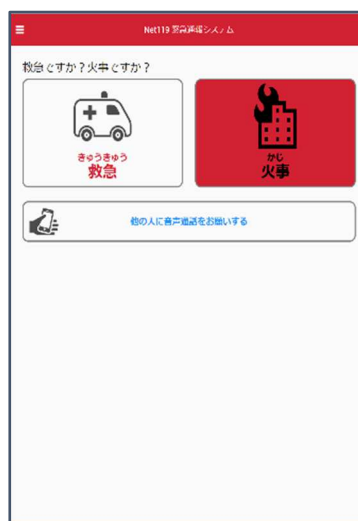 Net119 緊急通報システム
救急ですか？火事ですか？
きゅうきゅう
救急
かじ
火事
他の人に音声通話をお願いする